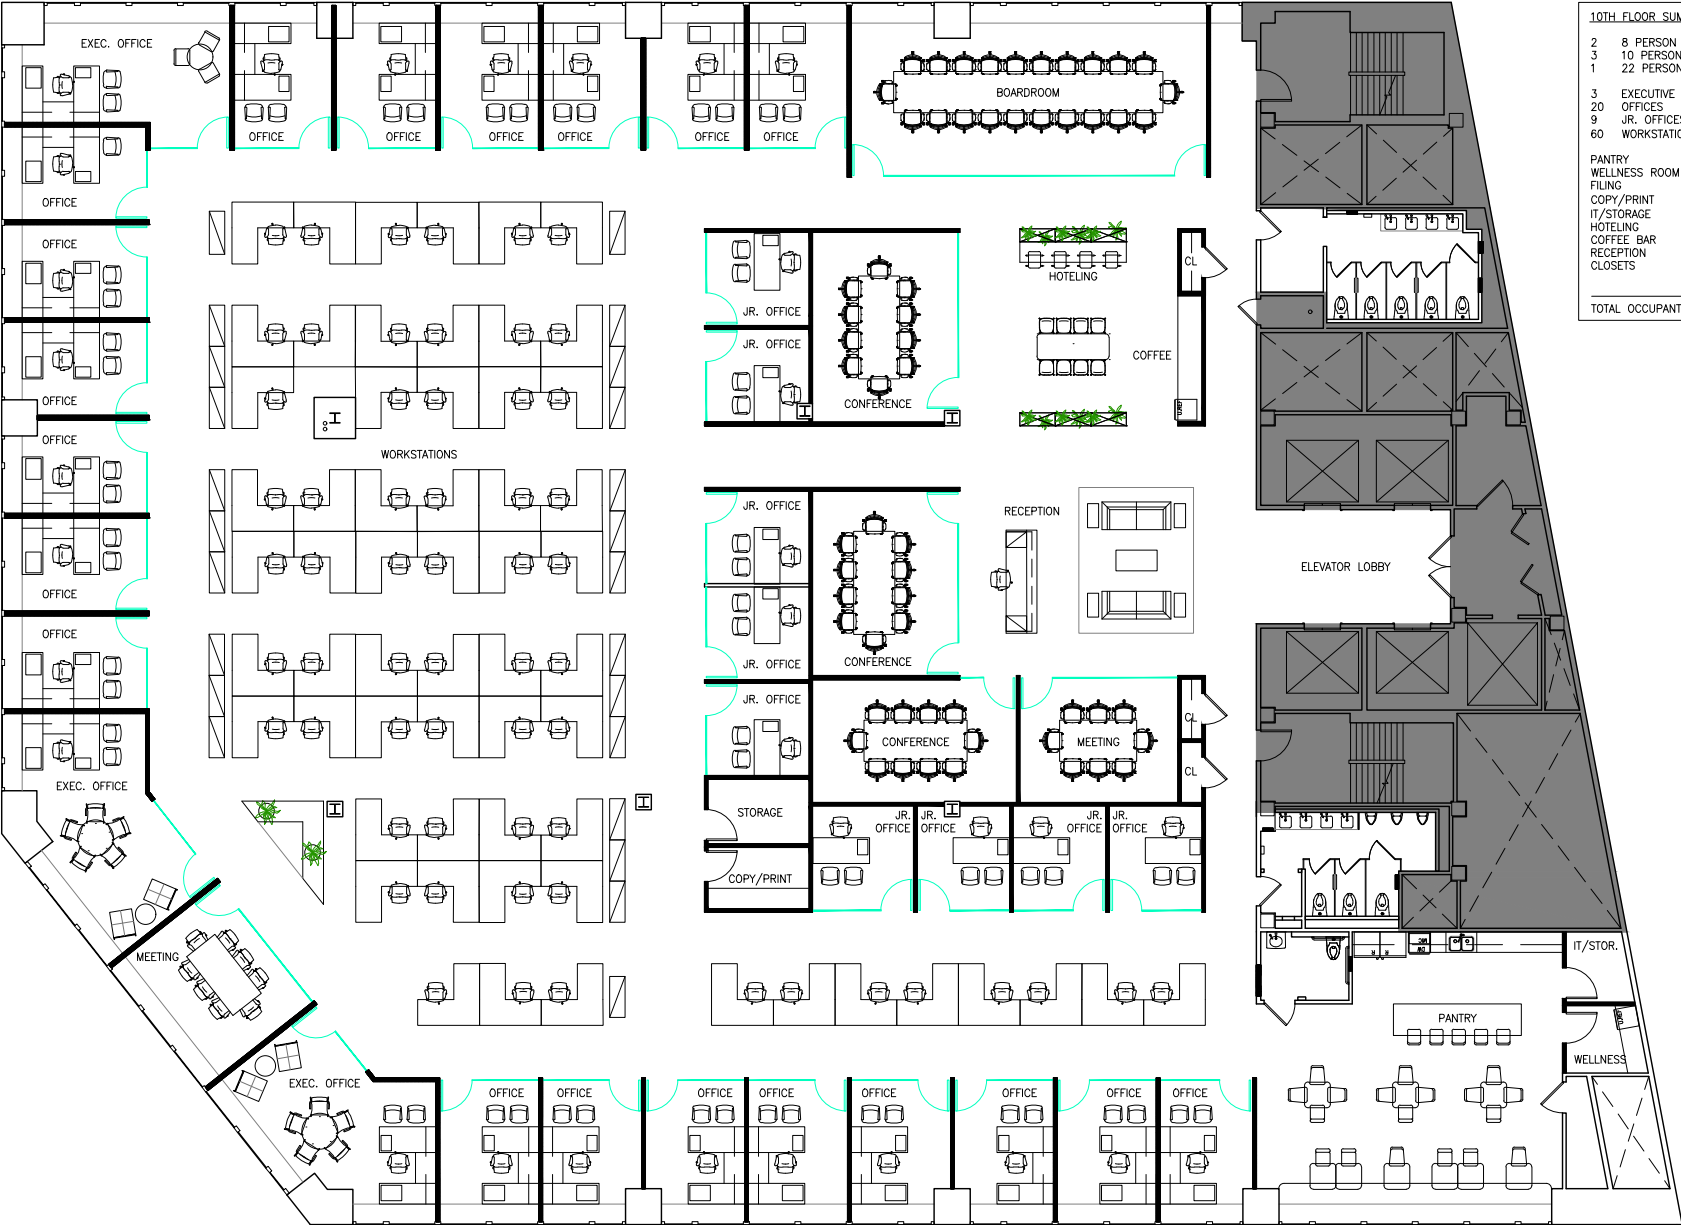 10TH FLOOR
2 8 PERSON
3 10 PERSON
1 22 PERSON
3 EXECUTIVE
20 OFFICES
9 JR. OFFICES
60
PANTRY
WELLNESS ROOM
FILING
COPY/PRINT
IT/STORAGE
HOTELING
COFFEE BAR
RECEPTION
CLOSETS
TOTAL OCCUPANT
EXEC. OFFICE
OFFICE
OFFICE
OFFICE
OFFICE
OFFICE
OFFICE
BOARDROOM
OFFICE
OFFICE
OFFICE
OFFICE
OFFICE
OFFICE
JR. OFFICE
JR. OFFICE
CONFERENCE
HOTELING
CL
COFFEE
WORKSTATIONS
JR. OFFICE
RECEPTION
ELEVATOR LOBBY
JR. OFFICE
CONFERENCE
JR. OFFICE
CONFERENCE
MEETING
CL
CL
EXEC. OFFICE
STORAGE
JR.
OFFICE
JR.
OFFICE
JR.
OFFICE
JR.
OFFICE
COPY/PRINT
MEETING
IT/STOR.
DW
PANTRY
WELLNESS
EXEC. OFFICE
OFFICE
OFFICE
OFFICE
OFFICE
OFFICE
OFFICE
OFFICE